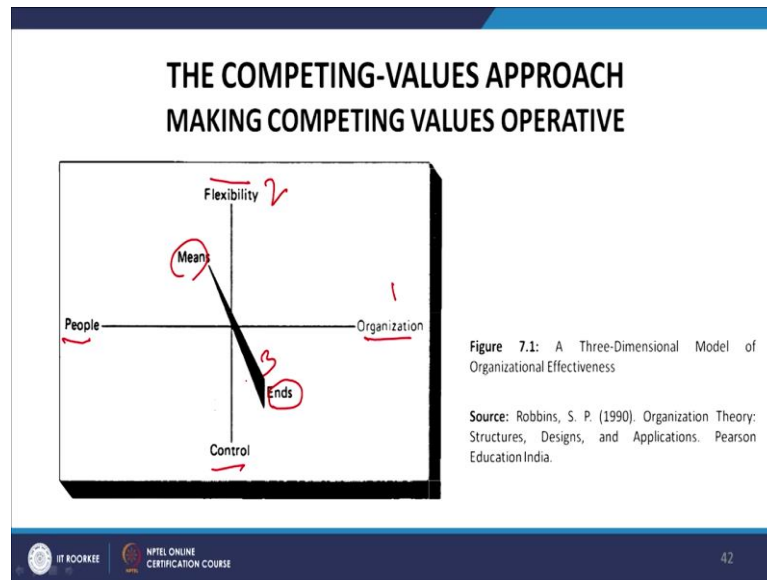 THE COMPETING-VALUES APPROACH
MAKING COMPETING VALUES OPERATIVE
Flexibility 2
Means
1
People
Organization
3
Ends
Control
Figure 7.1: A Three-Dimensional Model of
Organizational Effectiveness
Source: Robbins, S. P. (1990). Organization Theory:
Structures, Designs, and Applications. Pearson
Education India.
IIT ROORKEE
NPTEL ONLINE
CERTIFICATION COURSE
42